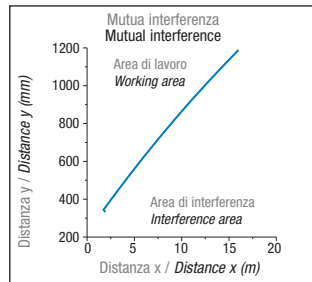 Mutua interferenza
Mutual interference
1200
1000
800
600
400
200
Area di lavoro
Working area
Area di interferenza
Interference area
Distanza y / Distance y (mm)
0
5
10
15
20
Distanza x / Distance x (m)